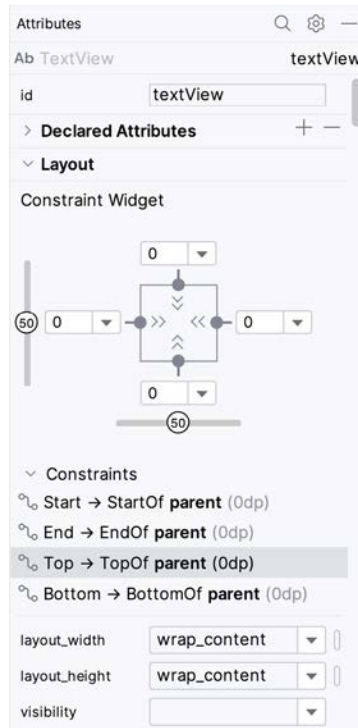 Attributes
Ab TextView textView
id textView
Declared Attributes
Layout
Constraint Widget
0
50 0 0
0
50
Constraints
Start → StartOf parent (0dp)
End → EndOf parent (0dp)
Top → TopOf parent (0dp)
Bottom → BottomOf parent (0dp)
layout_width wrap_content
layout_height wrap_content
visibility